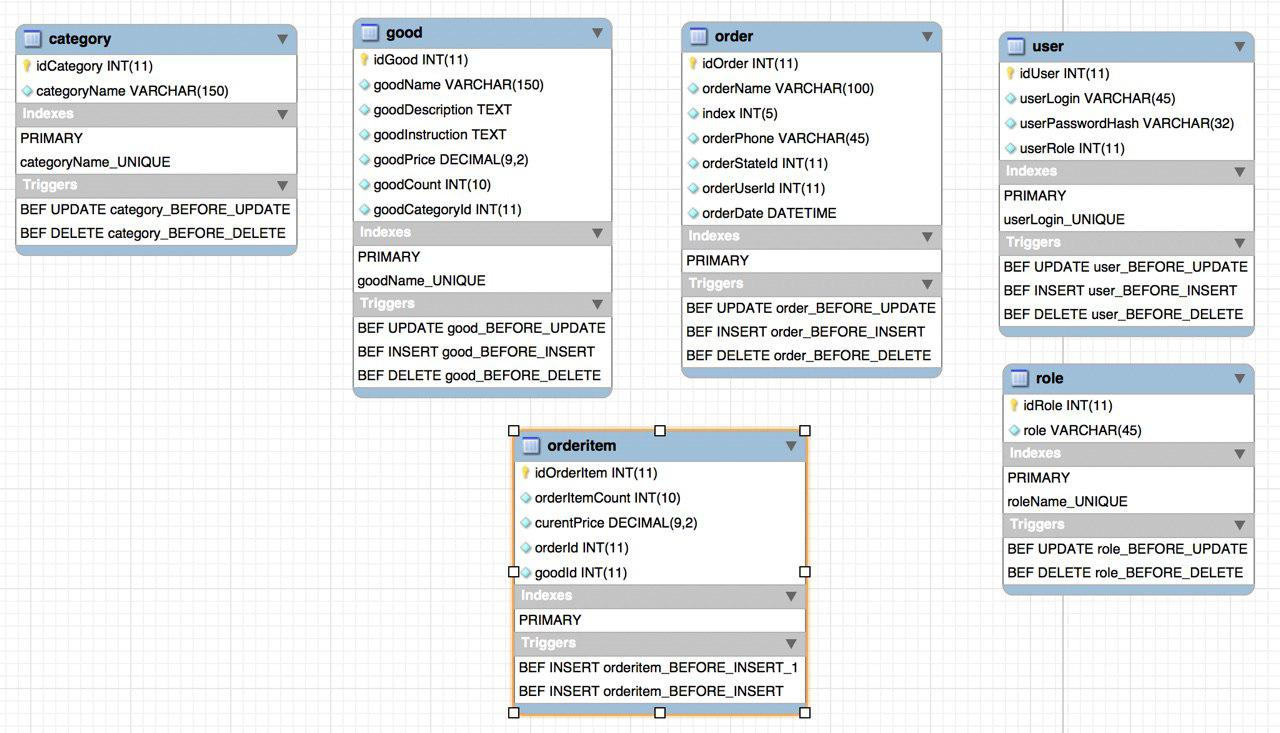 category
idCategory INT(11)
categoryName VARCHAR(150)
Indexes
PRIMARY
categoryName_UNIQUE
Triggers
BEF UPDATE category_BEFORE_UPDATE
BEF DELETE category_BEFORE_DELETE
good
idGood INT(11)
goodName VARCHAR(150)
goodDescription TEXT
goodInstruction TEXT
goodPrice DECIMAL(9,2)
goodCount INT(10)
goodCategoryId INT(11)
Indexes
PRIMARY
goodName_UNIQUE
Triggers
BEF UPDATE good_BEFORE_UPDATE
BEF INSERT good_BEFORE_INSERT
BEF DELETE good_BEFORE_DELETE
order
idOrder INT(11)
orderName VARCHAR(100)
index INT(5)
orderPhone VARCHAR(45)
orderStateId INT(11)
orderUserId INT(11)
orderDate DATETIME
Indexes
PRIMARY
Triggers
BEF UPDATE order_BEFORE_UPDATE
BEF INSERT order_BEFORE_INSERT
BEF DELETE order_BEFORE_DELETE
user
idUser INT(11)
userLogin VARCHAR(45)
userPasswordHash VARCHAR(32)
userRole INT(11)
Indexes
PRIMARY
userLogin_UNIQUE
Triggers
BEF UPDATE user_BEFORE_UPDATE
BEF INSERT user_BEFORE_INSERT
BEF DELETE user_BEFORE_DELETE
role
idRole INT(11)
role VARCHAR(45)
Indexes
PRIMARY
roleName_UNIQUE
Triggers
BEF UPDATE role_BEFORE_UPDATE
BEF DELETE role_BEFORE_DELETE
orderitem
idOrderItem INT(11)
orderItemCount INT(10)
curentPrice DECIMAL(9,2)
orderId INT(11)
goodId INT(11)
Indexes
PRIMARY
Triggers
BEF INSERT orderitem_BEFORE_INSERT_1
BEF INSERT orderitem_BEFORE_INSERT